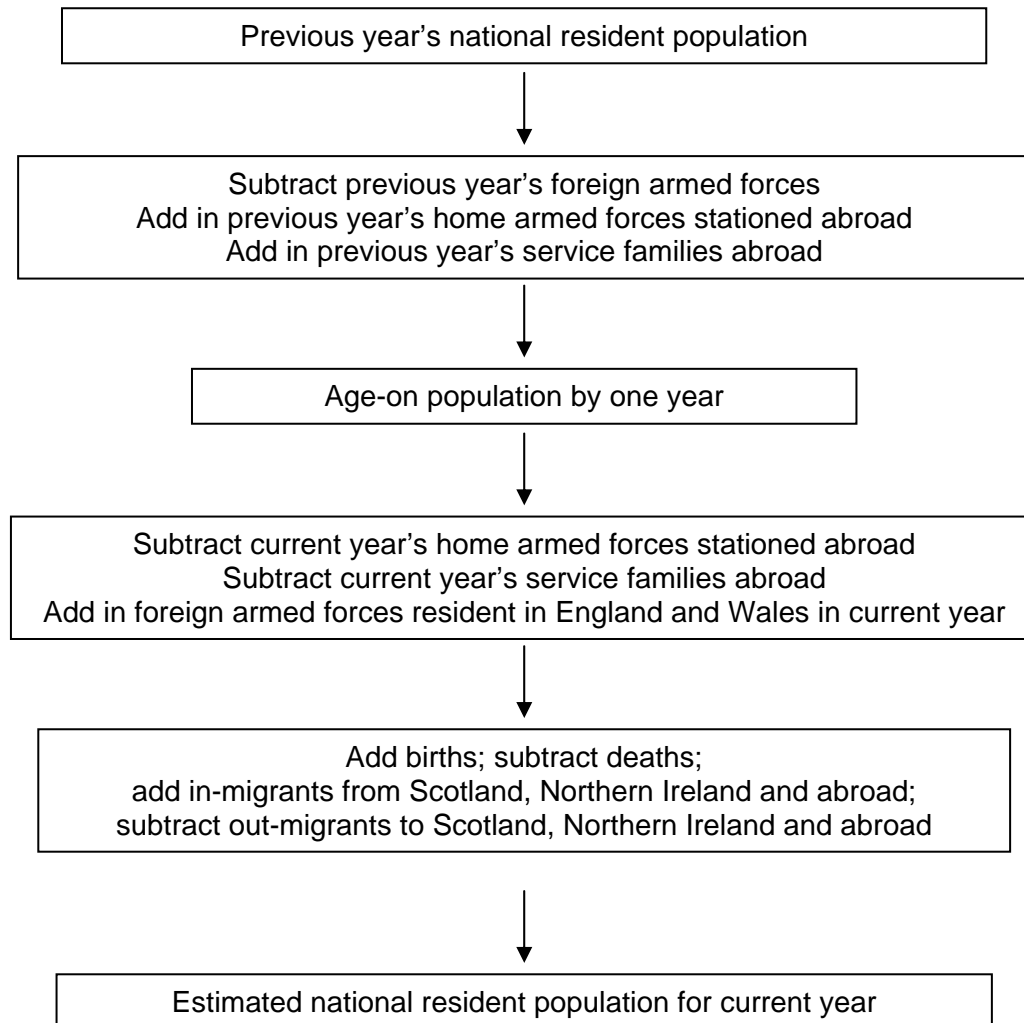 Previous year’s national resident population
Subtract previous year’s foreign armed forces
Add in previous year’s home armed forces stationed abroad
Add in previous year’s service families abroad
Age-on population by one year
Subtract current year’s home armed forces stationed abroad
Subtract current year’s service families abroad
Add in foreign armed forces resident in England and Wales in current year
Add births; subtract deaths;
add in-migrants from Scotland, Northern Ireland and abroad;
subtract out-migrants to Scotland, Northern Ireland and abroad
Estimated national resident population for current year